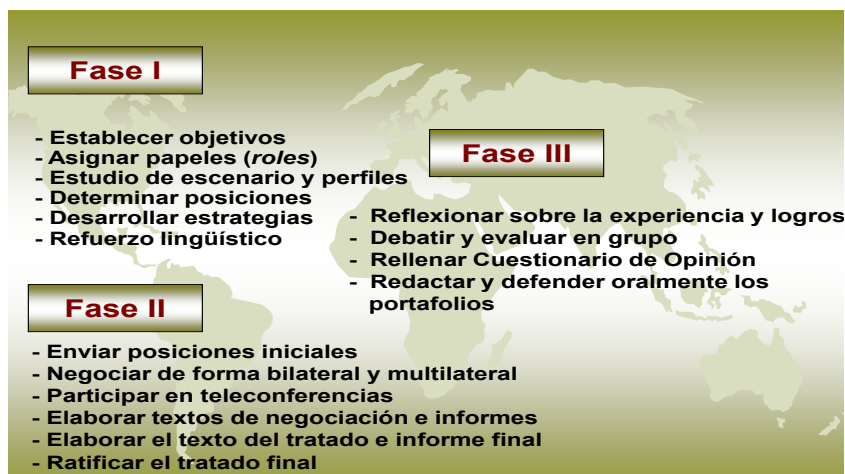 Fase I
- Establecer objetivos
- Asignar papeles (roles)
- Estudio de escenario y perfiles
- Determinar posiciones
- Desarrollar estrategias
- Refuerzo lingüístico
Fase II
- Enviar posiciones iniciales
- Negociar de forma bilateral y multilateral
- Participar en teleconferencias
- Elaborar textos de negociación e informes
- Elaborar el texto del tratado e informe final
- Ratificar el tratado final
Fase III
- Reflexionar sobre la experiencia y logros
- Debatir y evaluar en grupo
- Rellenar Cuestionario de Opinión
- Redactar y defender oralmente los
portafolios